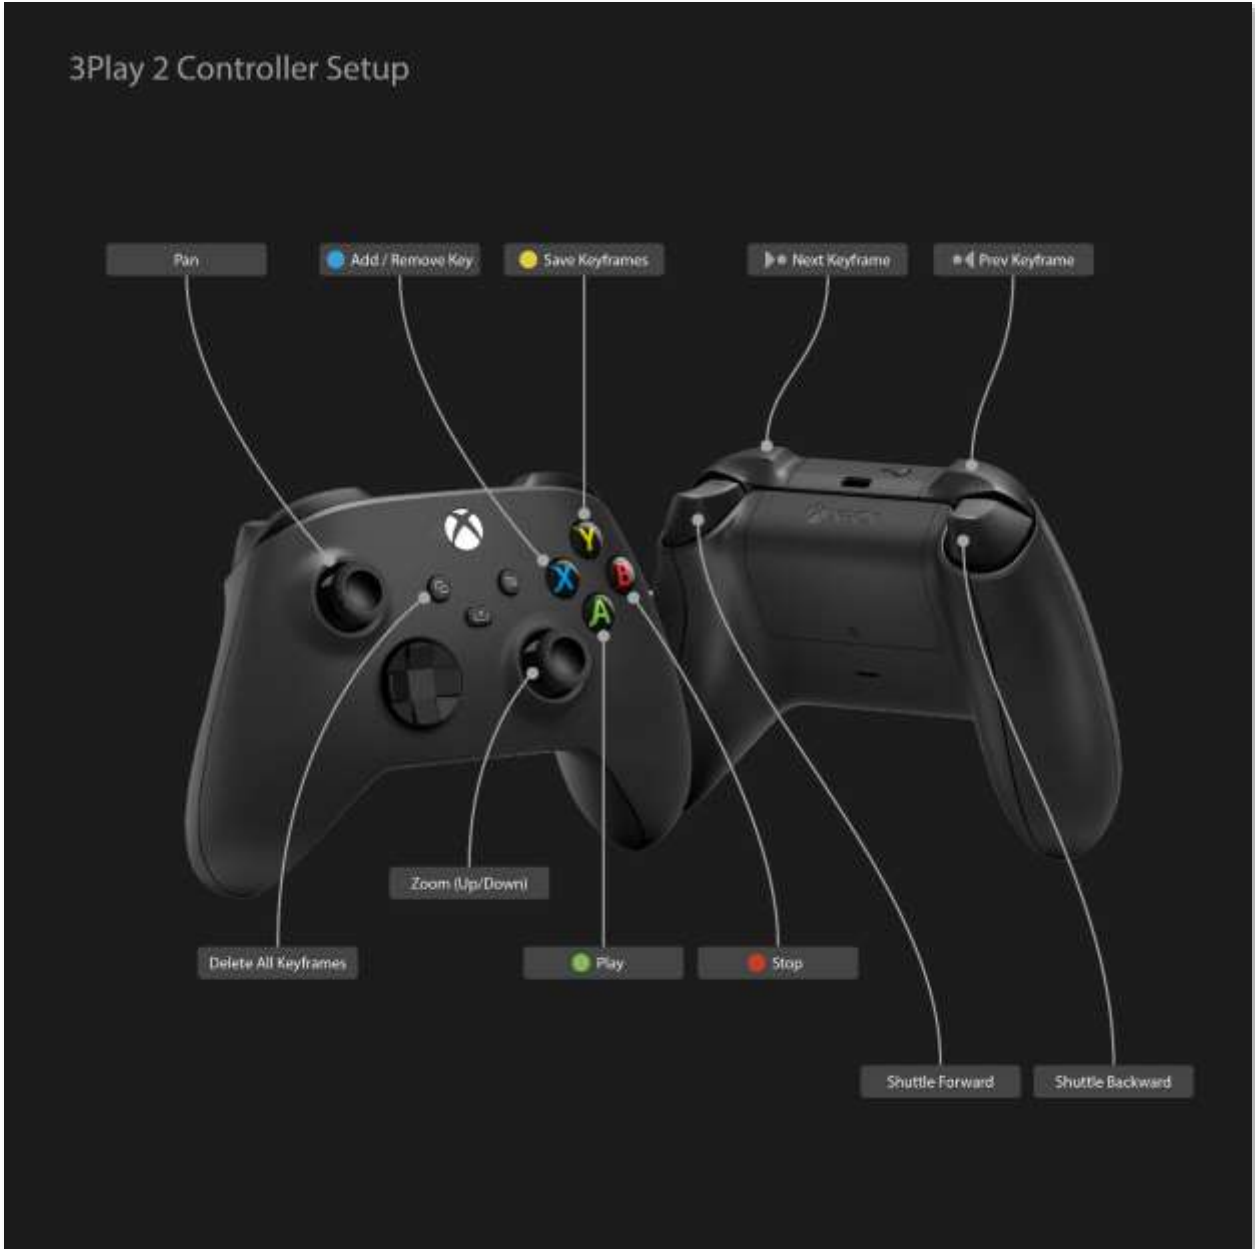 3Play 2 Controller Setup
Pan
Add / Remove Key
Save Keyframes
Next Keyframe
Prev Keyframe
Y
X
B
A
Zoom (Up/Down)
Delete All Keyframes
Play
Stop
Shuttle Forward
Shuttle Backward